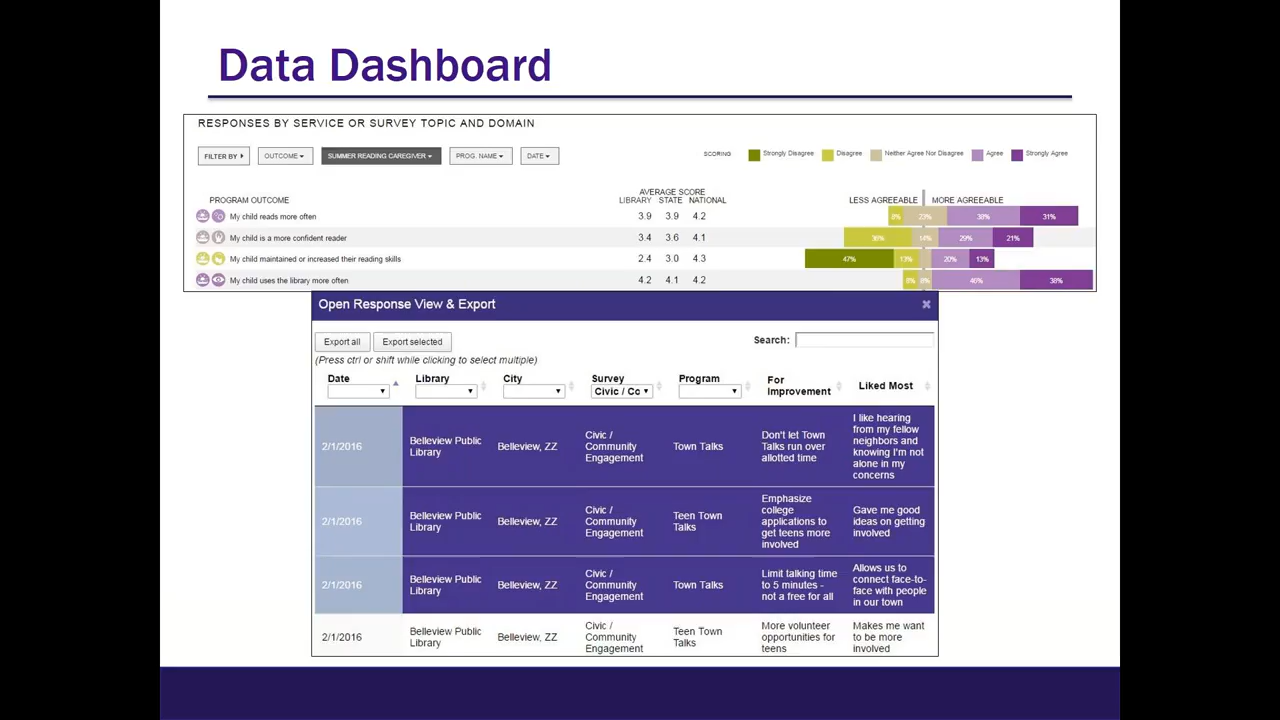 Data Dashboard
RESPONSES BY SERVICE OR SURVEY TOPIC AND DOMAIN
FILTER BY OUTCOME SUMMER READING CAREGIVER PROG. NAME DATE SCORING Strongly Disagree Disagree Neither Agree Nor Disagree Agree Strongly Agree
AVERAGE SCORE
PROGRAM OUTCOME LIBRARY STATE NATIONAL LESS AGREEABLE MORE AGREEABLE
My child reads more often 3.9 3.9 4.2 8% 23% 38% 31%
My child is a more confident reader 3.4 3.6 4.1 36% 14% 29% 21%
My child maintained or increased their reading skills 2.4 3.0 4.3 47% 13% 20% 13%
My child uses the library more often 4.2 4.1 4.2 8% 8% 46% 38%
Open Response View & Export
Export all Export selected Search:
(Press ctrl or shift while clicking to select multiple)
Date Library City Survey Program For Improvement Liked Most
Civic / Cc
2/1/2016
Belleview Public
Library
Belleview, ZZ
Civic /
Community
Engagement
Town Talks
Don't let Town
Talks run over
allotted time
I like hearing
from my fellow
neighbors and
knowing I'm not
alone in my
concerns
2/1/2016
Belleview Public
Library
Belleview, ZZ
Civic /
Community
Engagement
Teen Town
Talks
Emphasize
college
applications to
get teens more
involved
Gave me good
ideas on getting
involved
2/1/2016
Belleview Public
Library
Belleview, ZZ
Civic /
Community
Engagement
Town Talks
Limit talking time
to 5 minutes -
not a free for all
Allows us to
connect face-to-
face with people
in our town
2/1/2016
Belleview Public
Library
Belleview, ZZ
Civic /
Community
Engagement
Teen Town
Talks
More volunteer
opportunities for
teens
Makes me want
to be more
involved